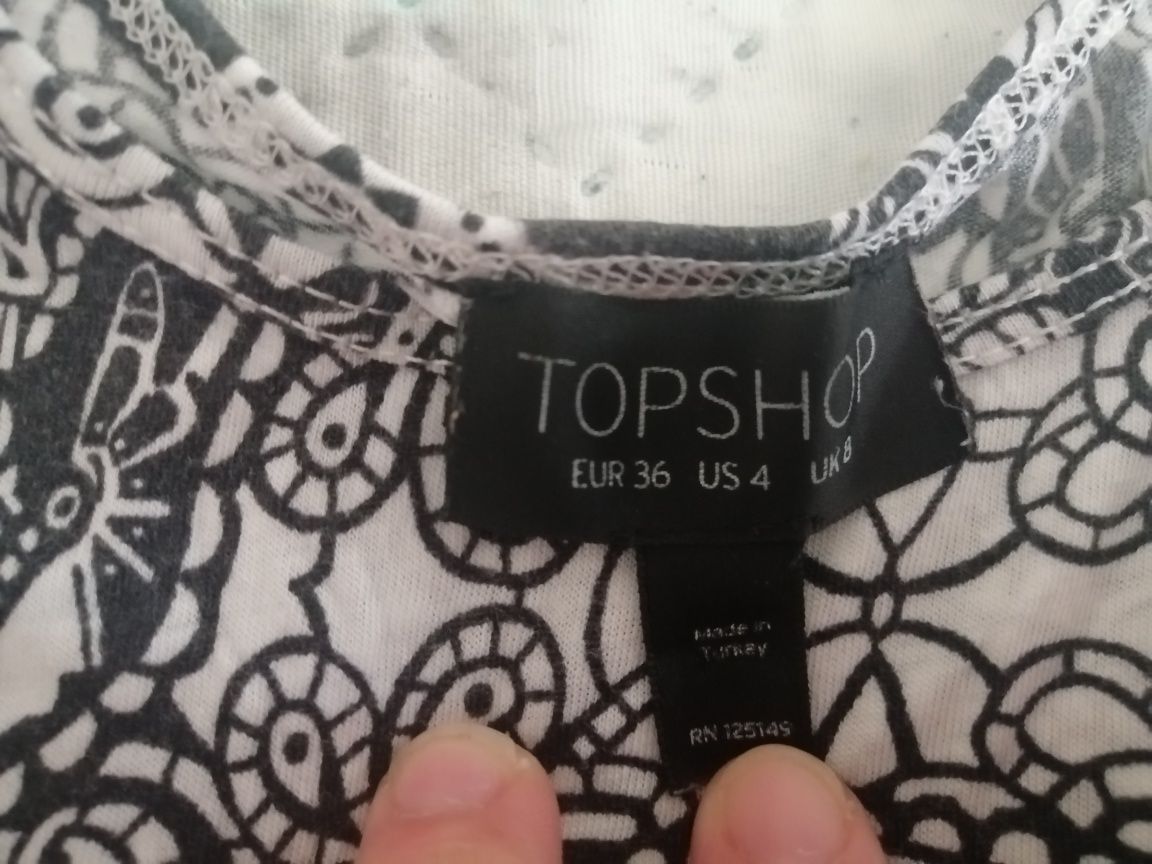 TOPSHOP
EUR 36 US 4 UK 8
Made in
Turkey
RN 125149